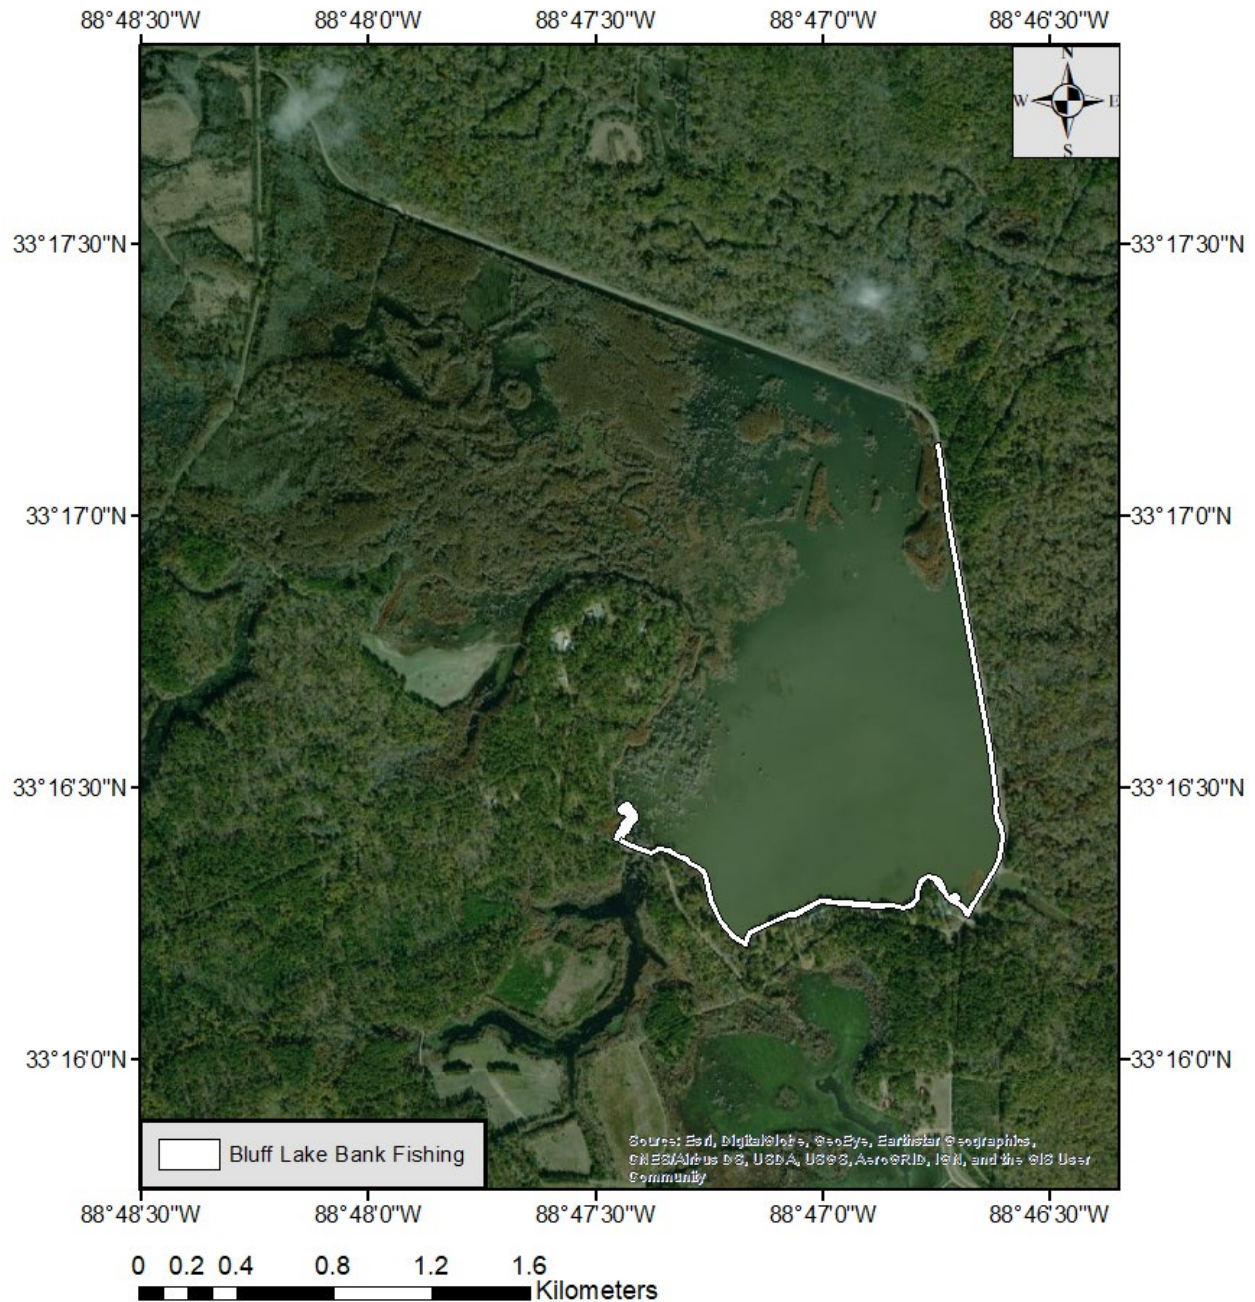 88°48'30"W 88°48'0"W 88°47'30"W 88°47'0"W 88°46'30"W
N
W E
S
33°17'30"N 33°17'30"N
33°17'0"N 33°17'0"N
33°16'30"N 33°16'30"N
33°16'0"N 33°16'0"N
Bluff Lake Bank Fishing
Source: Esri, DigitalGlobe, GeoEye, Earthstar Geographics,
CNES/Airbus DS, USDA, USGS, AeroGRID, IGN, and the GIS User
Community
88°48'30"W 88°48'0"W 88°47'30"W 88°47'0"W 88°46'30"W
0 0.2 0.4 0.8 1.2 1.6
Kilometers